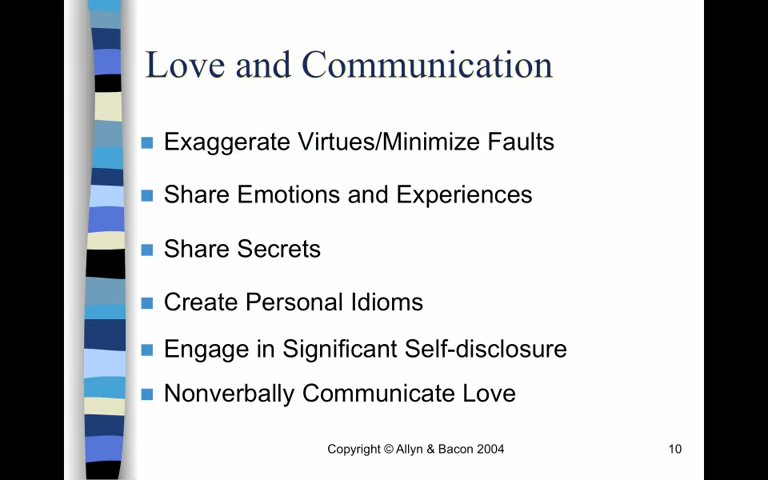 Love and Communication
Exaggerate Virtues/Minimize Faults
Share Emotions and Experiences
Share Secrets
Create Personal Idioms
Engage in Significant Self-disclosure
Nonverbally Communicate Love
Copyright © Allyn & Bacon 2004
10